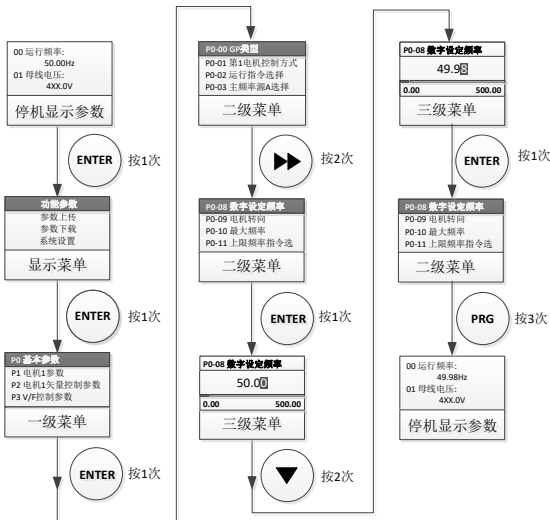 00 运行频率:
50.00Hz
01 母线电压:
4XX.0V
停机显示参数
ENTER
按1次
功能参数
参数上传
参数下载
系统设置
显示菜单
ENTER
按1次
P0 基本参数
P1 电机1参数
P2 电机1矢量控制参数
P3 V/F控制参数
一级菜单
ENTER
按1次
P0-00 GP类型
P0-01 第1电机控制方式
P0-02 运行指令选择
P0-03 主频率源A选择
二级菜单
按2次
P0-08 数字设定频率
P0-09 电机转向
P0-10 最大频率
P0-11 上限频率指令选
二级菜单
ENTER
按1次
P0-08 数字设定频率
50.00
0.00 500.00
三级菜单
按2次
P0-08 数字设定频率
49.98
0.00 500.00
三级菜单
ENTER
按1次
P0-08 数字设定频率
P0-09 电机转向
P0-10 最大频率
P0-11 上限频率指令选
二级菜单
PRG
按3次
00 运行频率:
49.98Hz
01 母线电压:
4XX.0V
停机显示参数